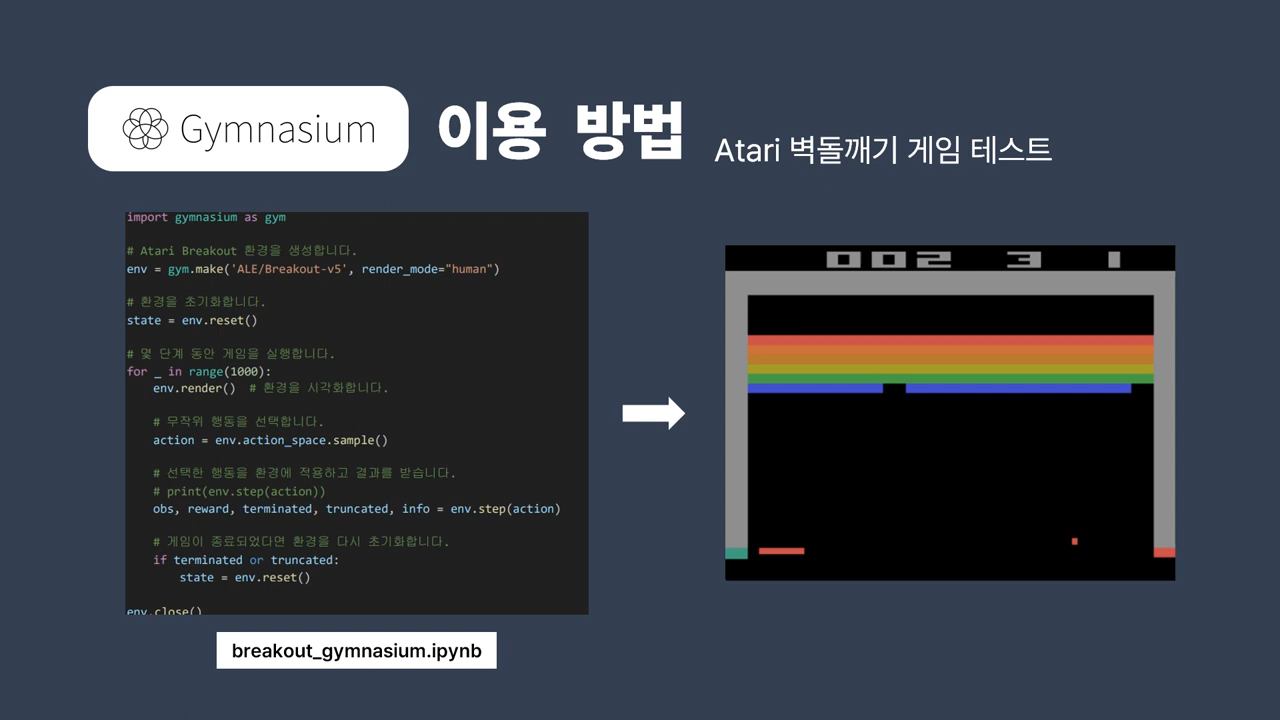 Gymnasium 이용 방법 Atari 벽돌깨기 게임 테스트
import gymnasium as gym
# Atari Breakout 환경을 생성합니다.
env = gym.make('ALE/Breakout-v5', render_mode="human")
# 환경을 초기화합니다.
state = env.reset()
# 몇 단계 동안 게임을 실행합니다.
for _ in range(1000):
    env.render()  # 환경을 시각화합니다.
    # 무작위 행동을 선택합니다.
    action = env.action_space.sample()
    # 선택한 행동을 환경에 적용하고 결과를 받습니다.
    # print(env.step(action))
    obs, reward, terminated, truncated, info = env.step(action)
    # 게임이 종료되었다면 환경을 다시 초기화합니다.
    if terminated or truncated:
        state = env.reset()
env.close()
breakout_gymnasium.ipynb
002 3 1